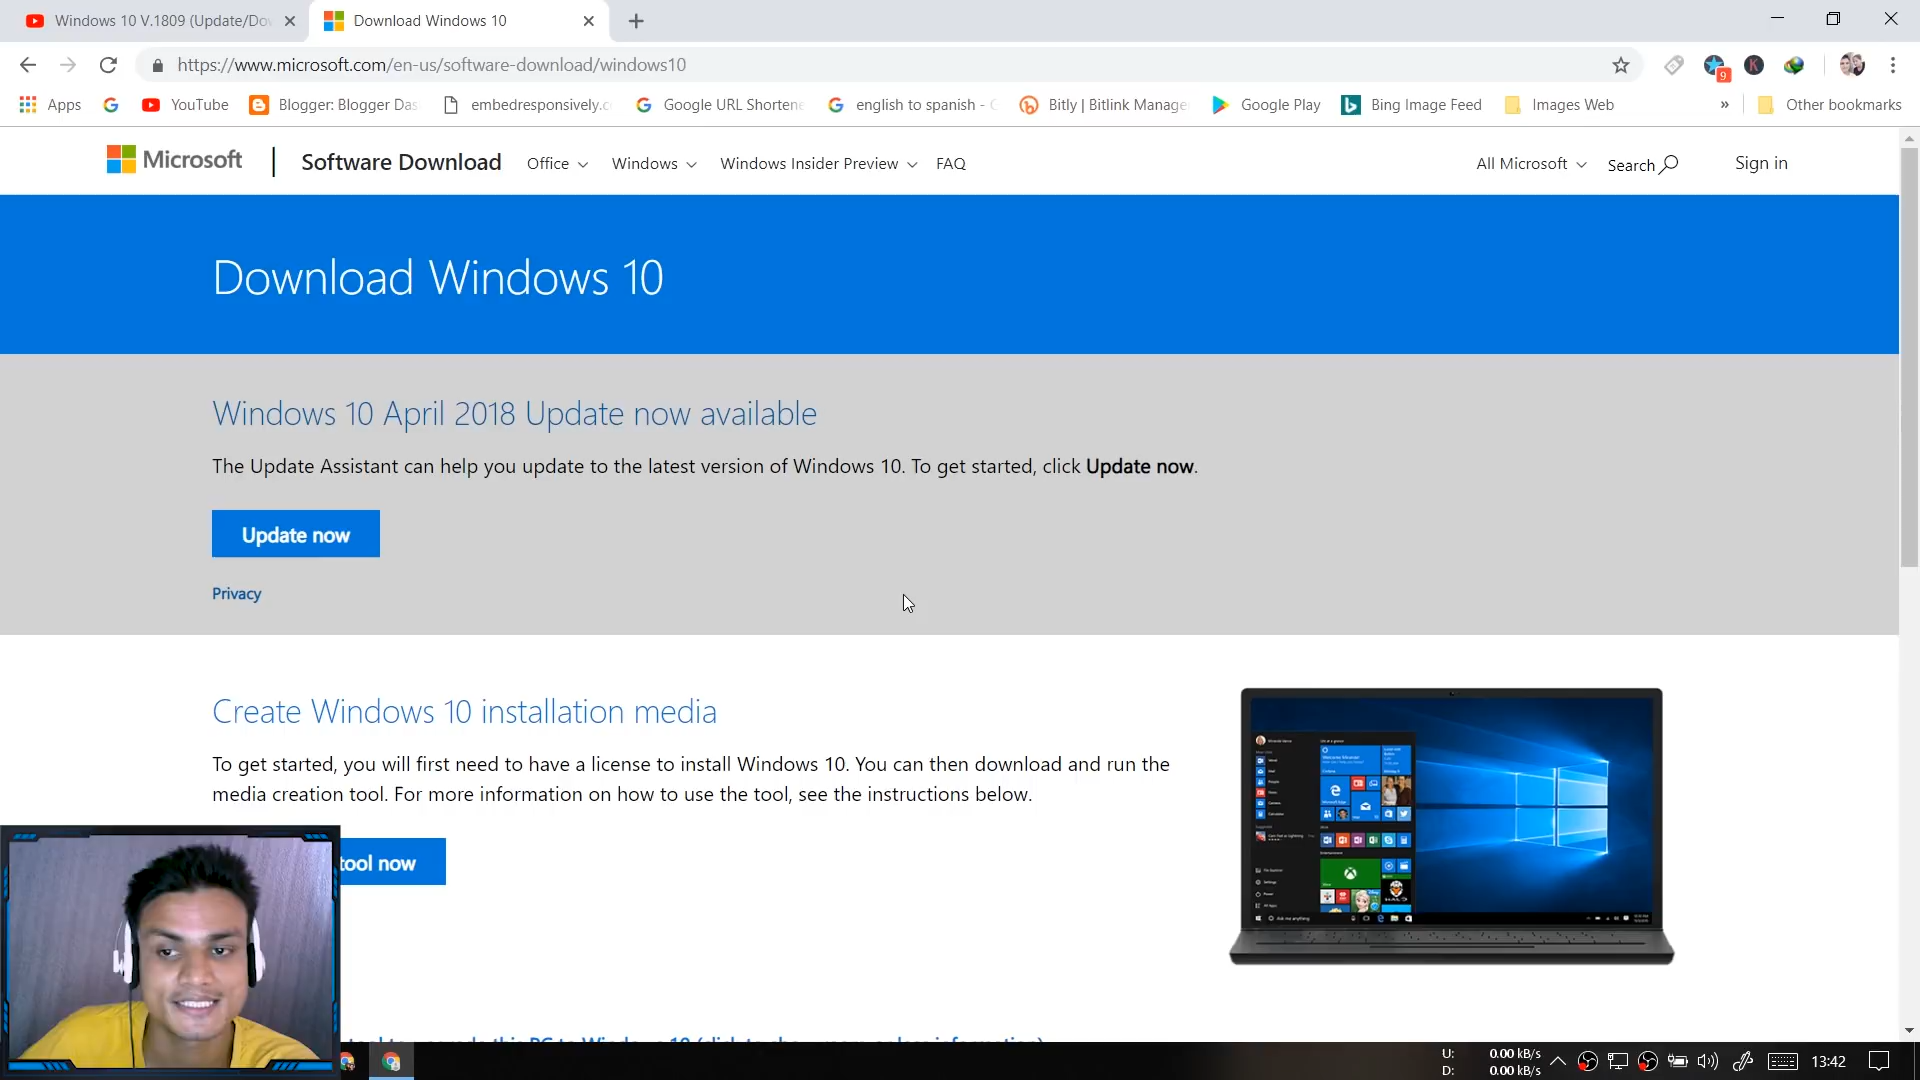 Windows 10 V.1809 (Update/Do
Download Windows 10
https://www.microsoft.com/en-us/software-download/windows10
9
K
Apps
YouTube
Blogger: Blogger Das
embedresponsively.c
Google URL Shortene
english to spanish - G
Bitly | Bitlink Manage
Google Play
Bing Image Feed
Images Web
»
Other bookmarks
Microsoft
Software Download
Office
Windows
Windows Insider Preview
FAQ
All Microsoft
Search
Sign in
Download Windows 10
Windows 10 April 2018 Update now available
The Update Assistant can help you update to the latest version of Windows 10. To get started, click Update now.
Update now
Privacy
Create Windows 10 installation media
To get started, you will first need to have a license to install Windows 10. You can then download and run the
media creation tool. For more information on how to use the tool, see the instructions below.
tool now
U: 0.00 kB/s
D: 0.00 kB/s
13:42